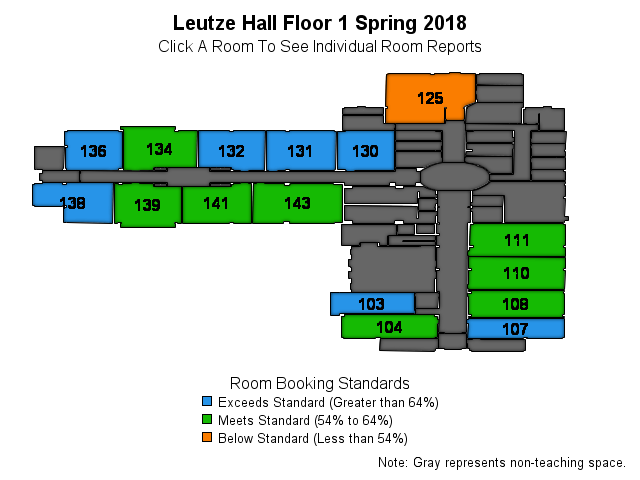 Leutze Hall Floor 1 Spring 2018
Click A Room To See Individual Room Reports
125
136
134
132
131
130
138
139
141
143
111
110
108
103
104
107
Room Booking Standards
Exceeds Standard (Greater than 64%)
Meets Standard (54% to 64%)
Below Standard (Less than 54%)
Note: Gray represents non-teaching space.